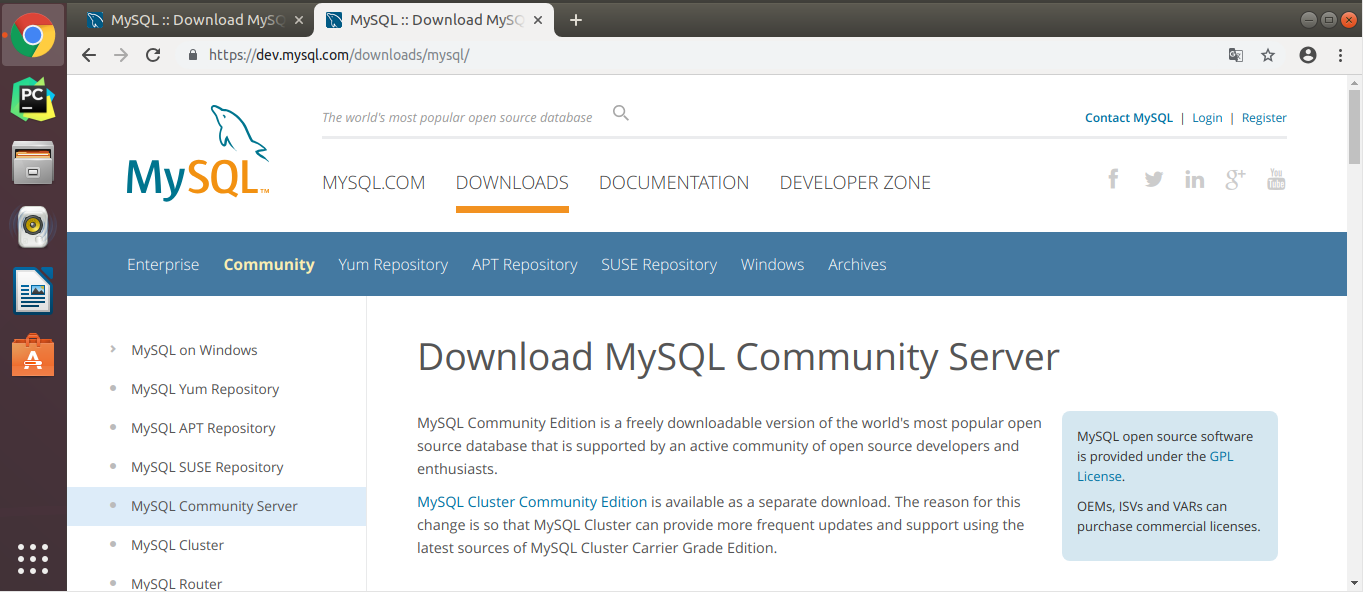 MySQL :: Download MySQ
MySQL :: Download MySQ
https://dev.mysql.com/downloads/mysql/
PC
MySQL™
The world's most popular open source database
Contact MySQL | Login | Register
MYSQL.COM DOWNLOADS DOCUMENTATION DEVELOPER ZONE
f in g+ You Tube
Enterprise Community Yum Repository APT Repository SUSE Repository Windows Archives
MySQL on Windows
MySQL Yum Repository
MySQL APT Repository
MySQL SUSE Repository
MySQL Community Server
MySQL Cluster
MySQL Router
Download MySQL Community Server
MySQL Community Edition is a freely downloadable version of the world's most popular open
source database that is supported by an active community of open source developers and
enthusiasts.
MySQL Cluster Community Edition is available as a separate download. The reason for this
change is so that MySQL Cluster can provide more frequent updates and support using the
latest sources of MySQL Cluster Carrier Grade Edition.
MySQL open source software
is provided under the GPL
License.
OEMs, ISVs and VARs can
purchase commercial licenses.